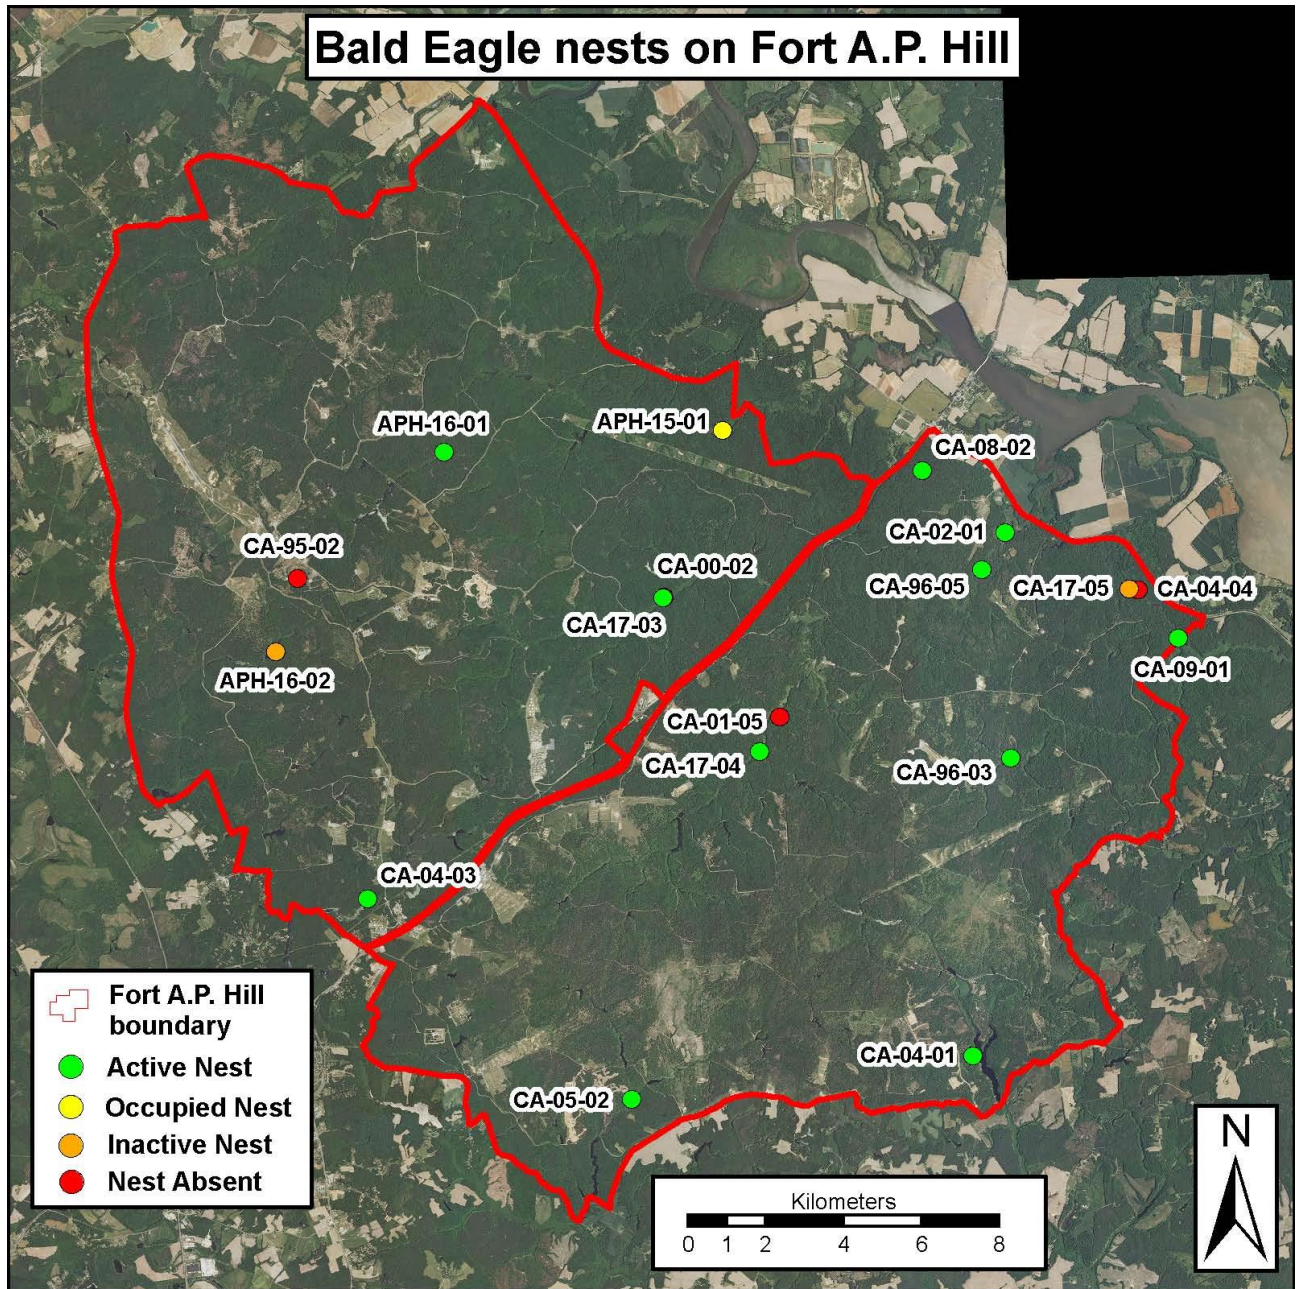 Bald Eagle nests on Fort A.P. Hill
APH-16-01
APH-15-01
CA-08-02
CA-02-01
CA-95-02
CA-00-02
CA-96-05
CA-17-05
CA-04-04
CA-17-03
APH-16-02
CA-09-01
CA-01-05
CA-17-04
CA-96-03
CA-04-03
CA-04-01
CA-05-02
Fort A.P. Hill
boundary
Active Nest
Occupied Nest
Inactive Nest
Nest Absent
Kilometers
0 1 2 4 6 8
N